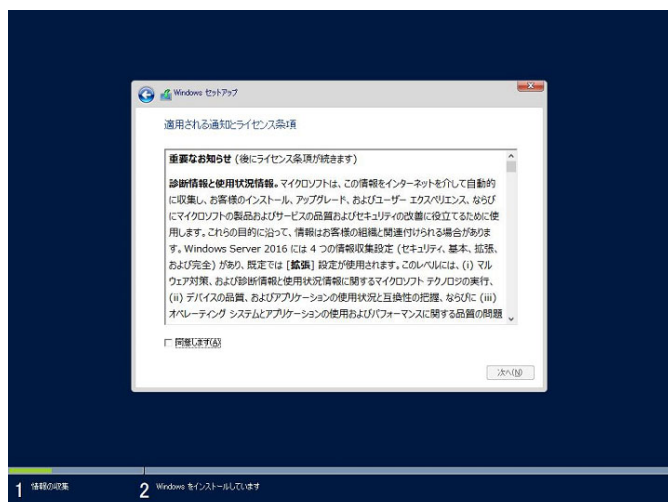 Windows セットアップ
適用される通知とライセンス条項
重要なお知らせ (後にライセンス条項が続きます)
診断情報と使用状況情報。マイクロソフトは、この情報をインターネットを介して自動的
に収集し、お客様のインストール、アップグレード、およびユーザー エクスペリエンス、ならび
にマイクロソフトの製品およびサービスの品質およびセキュリティの改善に役立てるために使
用します。これらの目的に沿って、情報はお客様の組織と関連付けられる場合がありま
す。Windows Server 2016 には 4 つの情報収集設定 (セキュリティ、基本、拡張、
および完全) があり、既定では [拡張] 設定が使用されます。このレベルには、(i) マル
ウェア対策、および診断情報と使用状況情報に関するマイクロソフト テクノロジの実行、
(ii) デバイスの品質、およびアプリケーションの使用状況と互換性の把握、ならびに (iii)
オペレーティング システムとアプリケーションの使用およびパフォーマンスに関する品質の問題
同意します(A)
次へ(N)
1 情報の収集
2 Windows をインストールしています